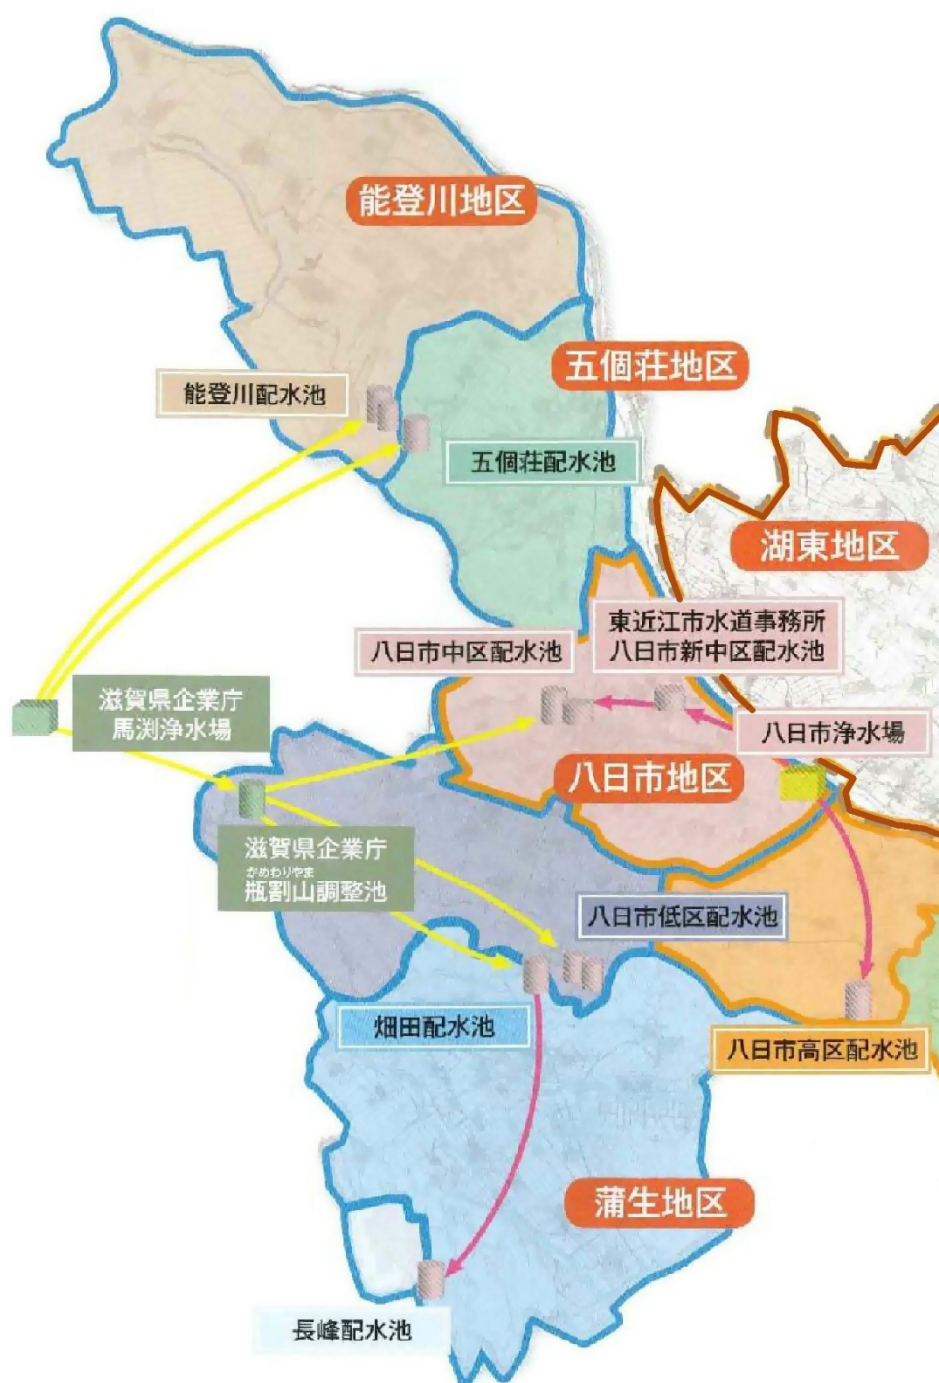 能登川地区
五個荘地区
能登川配水池
五個荘配水池
湖東地区
東近江市水道事務所
八日市新中区配水池
八日市中区配水池
滋賀県企業庁
馬渕浄水場
八日市浄水場
八日市地区
滋賀県企業庁
かめわりやま
瓶割山調整池
八日市低区配水池
畑田配水池
八日市高区配水池
蒲生地区
長峰配水池